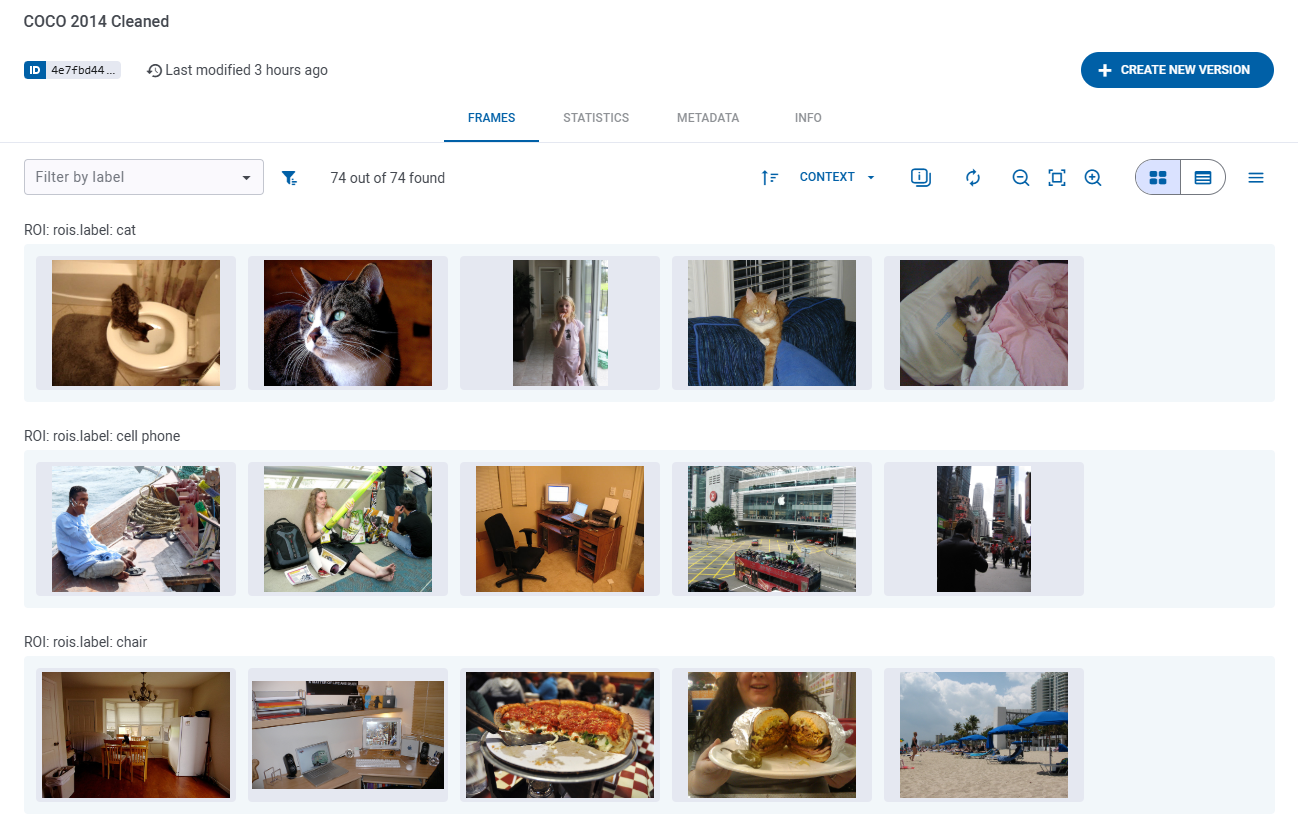 COCO 2014 Cleaned
ID 4e7fbd44...
Last modified 3 hours ago
CREATE NEW VERSION
FRAMES
STATISTICS
METADATA
INFO
Filter by label
74 out of 74 found
CONTEXT
ROI: rois.label: cat
ROI: rois.label: cell phone
ROI: rois.label: chair